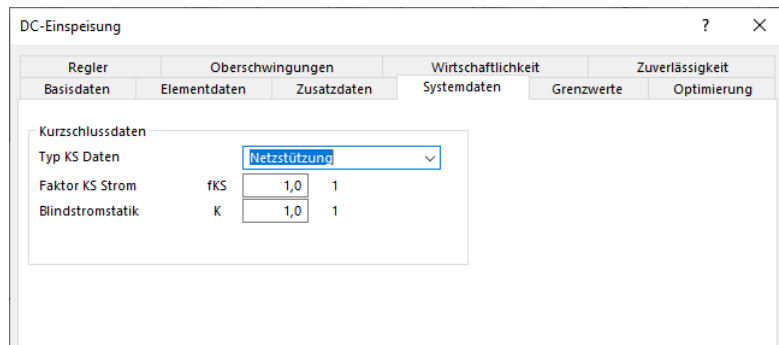 DC-Einspeisung ? ×
Regler Oberschwingungen Wirtschaftlichkeit Zuverlässigkeit
Basisdaten Elementdaten Zusatzdaten Systemdaten Grenzwerte Optimierung
Kurzschlussdaten
Typ KS Daten Netzstützung
Faktor KS Strom fKS 1,0 1
Blindstromstatik K 1,0 1